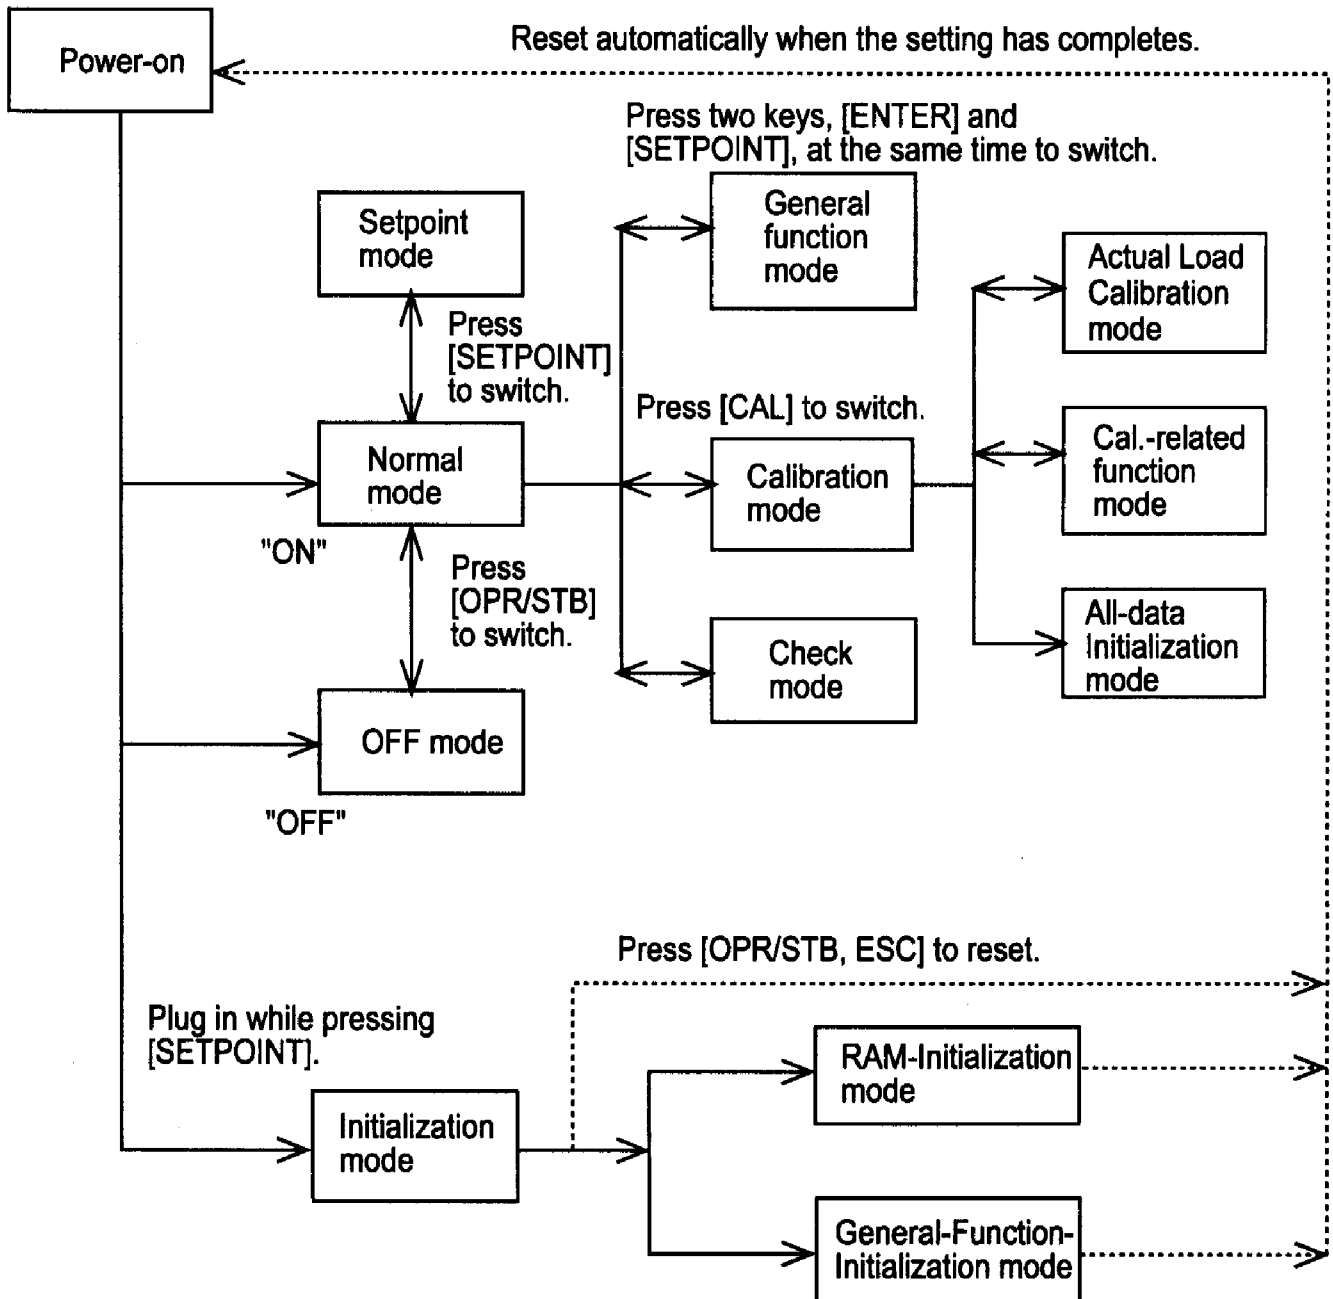 Power-on
Reset automatically when the setting has completes.
Press two keys, [ENTER] and
[SETPOINT], at the same time to switch.
Setpoint
mode
General
function
mode
Actual Load
Calibration
mode
Press
[SETPOINT]
to switch.
Press [CAL] to switch.
Normal
mode
Calibration
mode
Cal.-related
function
mode
"ON"
Press
[OPR/STB]
to switch.
Check
mode
All-data
Initialization
mode
OFF mode
"OFF"
Press [OPR/STB, ESC] to reset.
Plug in while pressing
[SETPOINT].
RAM-Initialization
mode
Initialization
mode
General-Function-
Initialization mode